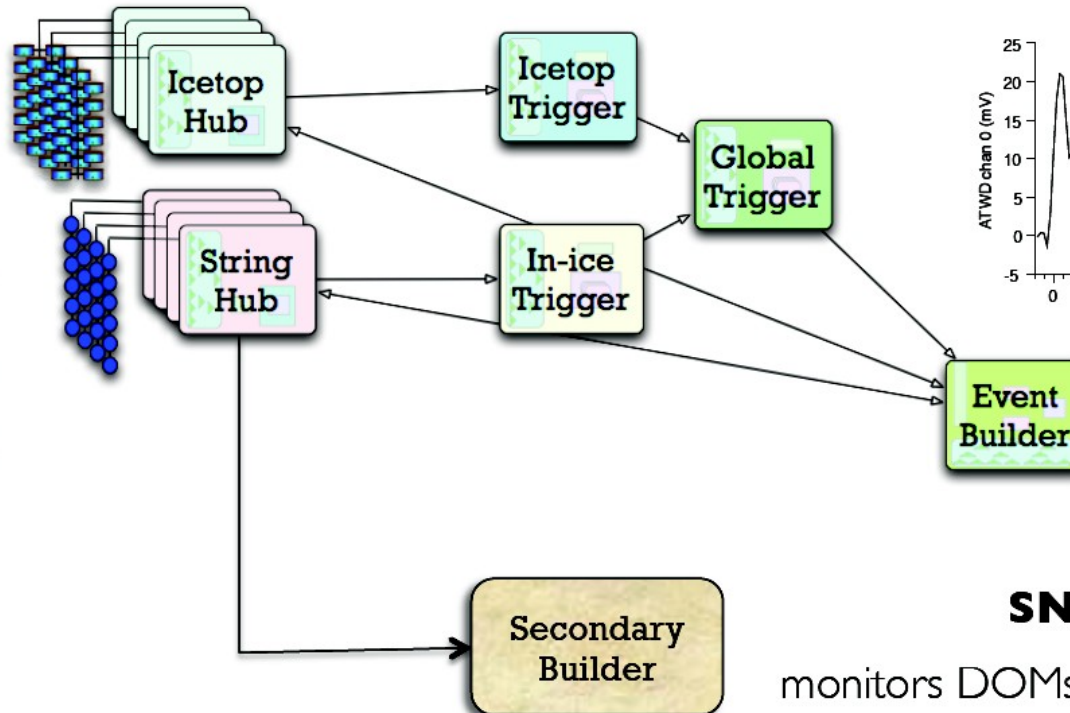 Icetop
Hub
Icetop
Trigger
Global
Trigger
String
Hub
In-ice
Trigger
Event
Builder
Secondary
Builder
ATWD chan 0 (mV)
25
20
15
10
5
0
-5
0
SN
monitors DOMs